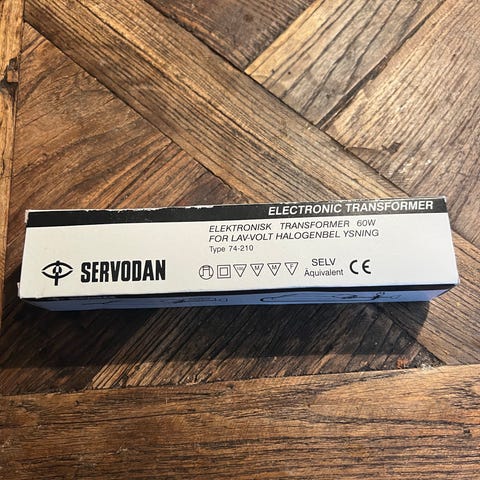 ELECTRONIC TRANSFORMER
ELEKTRONISK TRANSFORMER 60W
FOR LAV-VOLT HALOGENBEL YSNING
Type 74-210
SERVODAN
SELV
Äquivalent CE